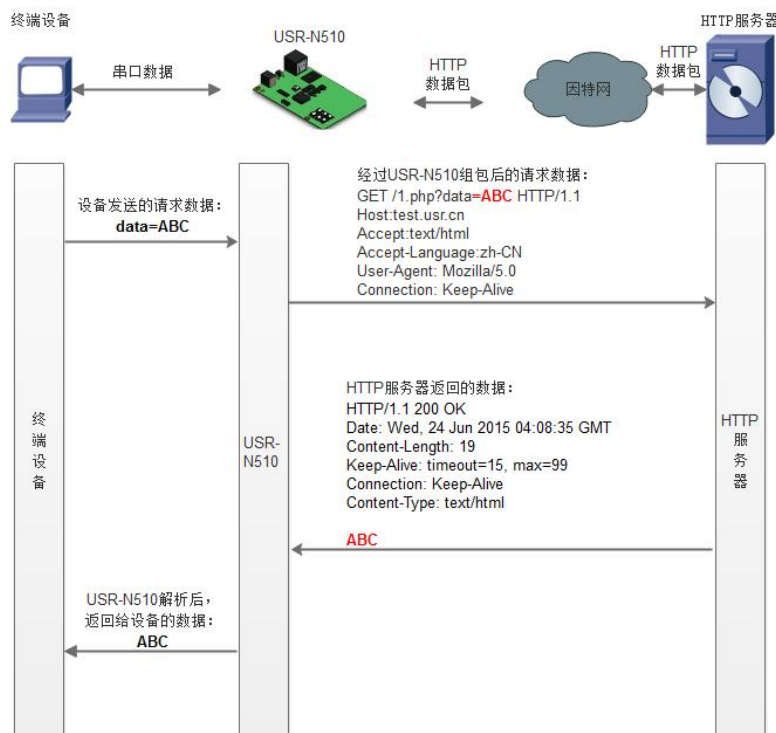 终端设备
USR-N510
HTTP服务器
串口数据
HTTP
数据包
因特网
HTTP
数据包
经过USR-N510组包后的请求数据：
GET /1.php?data=ABC HTTP/1.1
Host:test.usr.cn
Accept:text/html
Accept-Language:zh-CN
User-Agent: Mozilla/5.0
Connection: Keep-Alive
设备发送的请求数据：
data=ABC
HTTP服务器返回的数据：
HTTP/1.1 200 OK
Date: Wed, 24 Jun 2015 04:08:35 GMT
Content-Length: 19
Keep-Alive: timeout=15, max=99
Connection: Keep-Alive
Content-Type: text/html
ABC
终
端
设
备
USR-
N510
HTTP
服
务
器
USR-N510解析后，
返回给设备的数据：
ABC